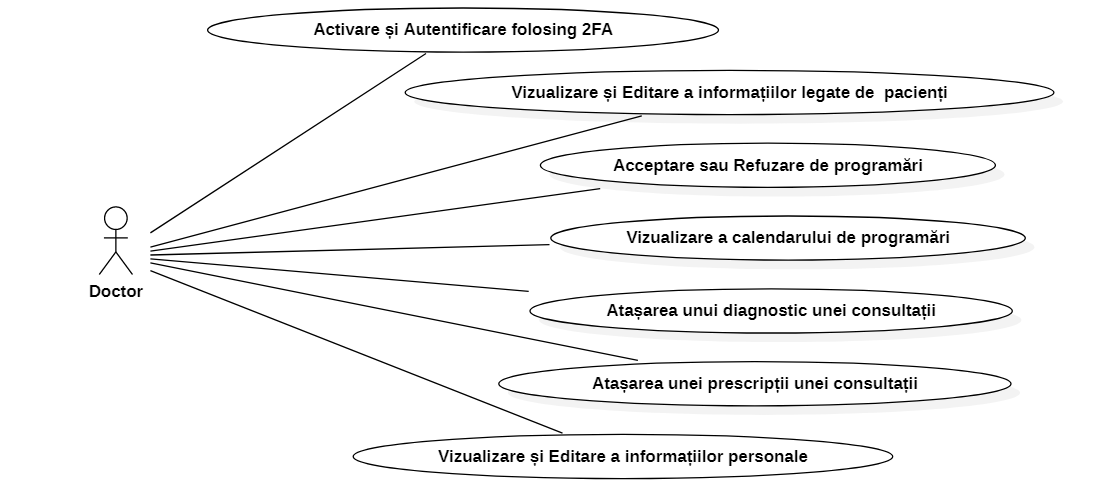 Activare și Autentificare folosing 2FA
Vizualizare și Editare a informațiilor legate de  pacienți
Acceptare sau Refuzare de programări
Vizualizare a calendarului de programări
Doctor
Atașarea unui diagnostic unei consultații
Atașarea unei prescripții unei consultații
Vizualizare și Editare a informațiilor personale